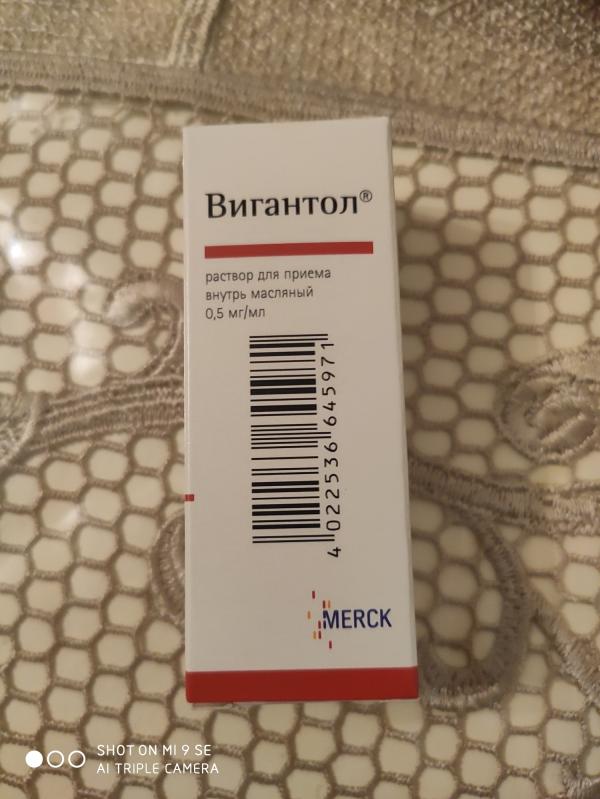 Вигантол®
раствор для приема
внутрь масляный
0,5 мг/мл
4 022536 645971
MERCK
SHOT ON MI 9 SE
AI TRIPLE CAMERA